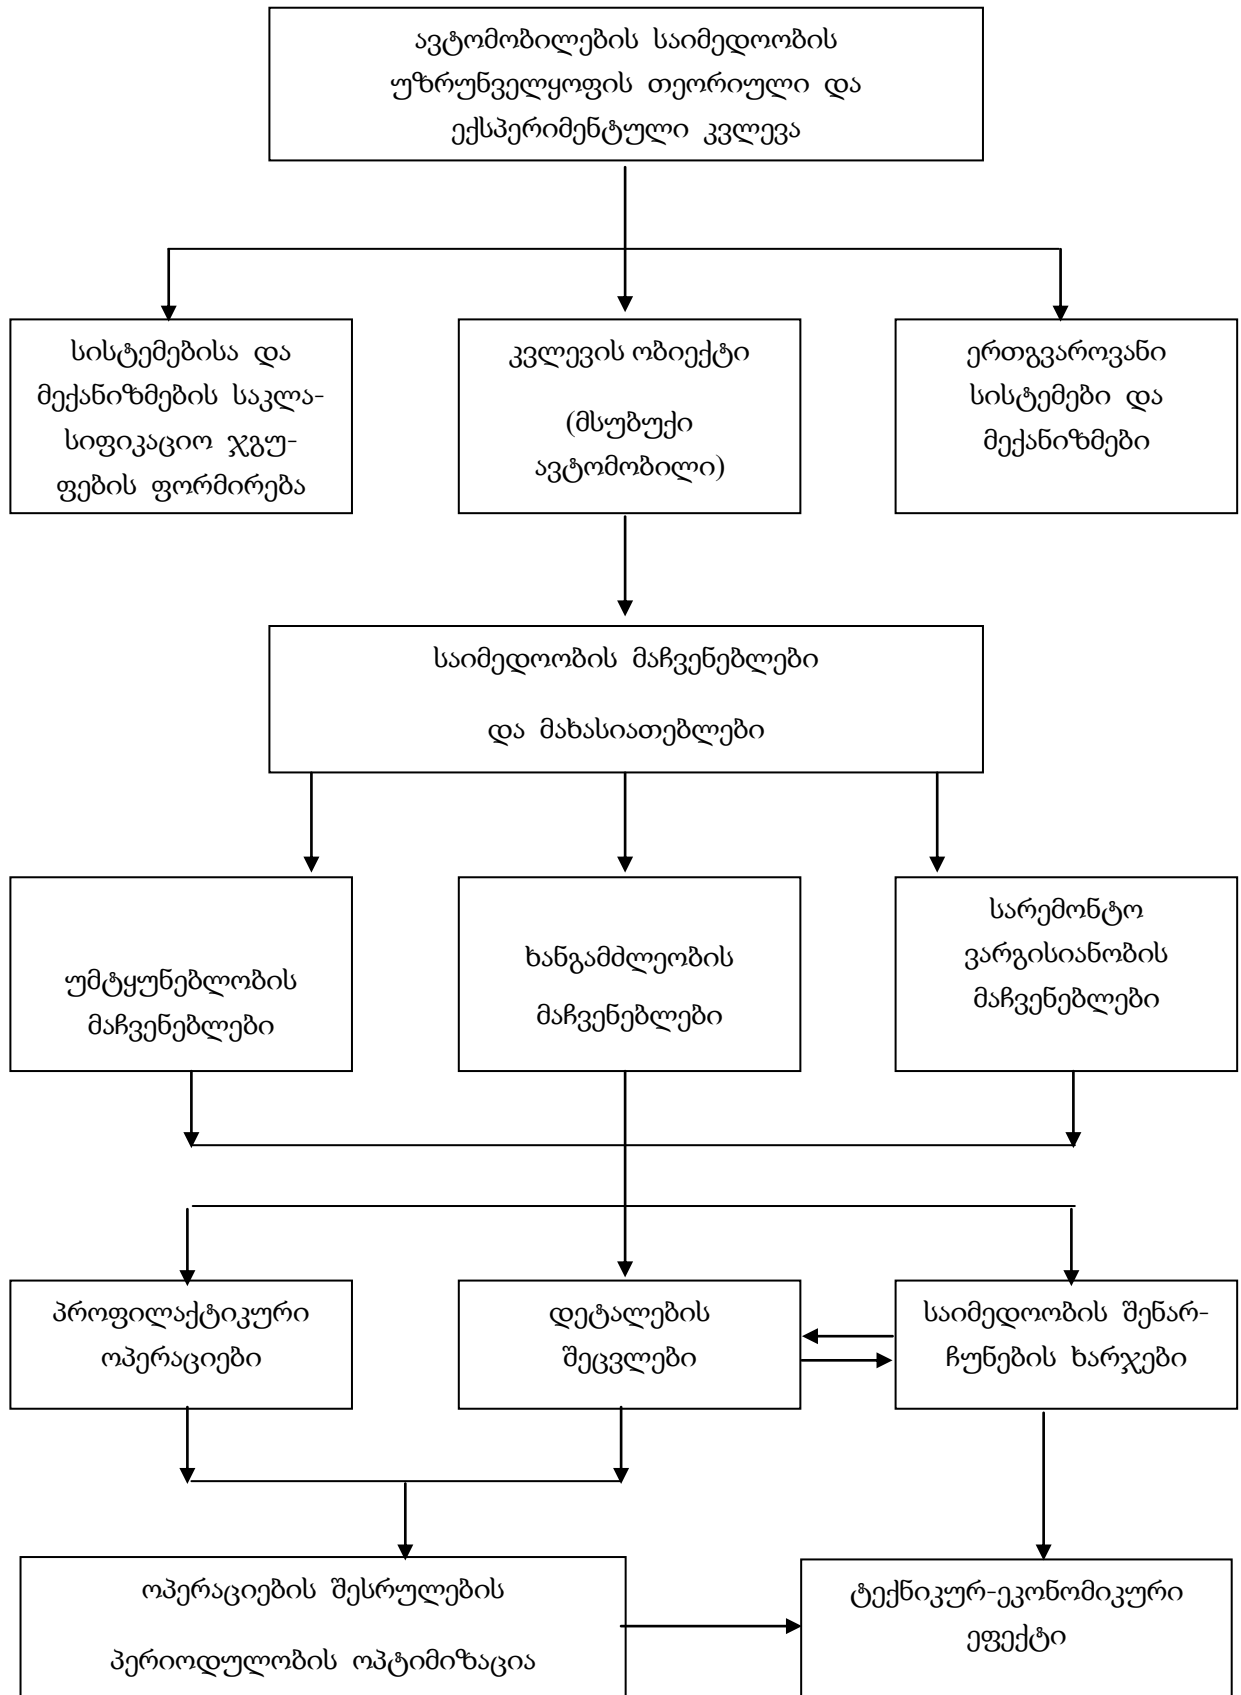 ავტომობილების საიმედოობის
უზრუნველყოფის თეორიული და
ექსპერიმენტული კვლევა
სისტემებისა და
მექანიზმების საკლა-
სიფიკაციო ჯგუ-
ფების ფორმირება
კვლევის ობიექტი
(მსუბუქი
ავტომობილი)
ერთგვაროვანი
სისტემები და
მექანიზმები
საიმედოობის მაჩვენებლები
და მახასიათებლები
უმტყუნებლობის
მაჩვენებლები
ხანგამძლეობის
მაჩვენებლები
სარემონტო
ვარგისიანობის
მაჩვენებლები
პროფილაქტიკური
ოპერაციები
დეტალების
შეცვლები
საიმედოობის შენარ-
ჩუნების ხარჯები
ოპერაციების შესრულების
პერიოდულობის ოპტიმიზაცია
ტექნიკურ-ეკონომიკური
ეფექტი